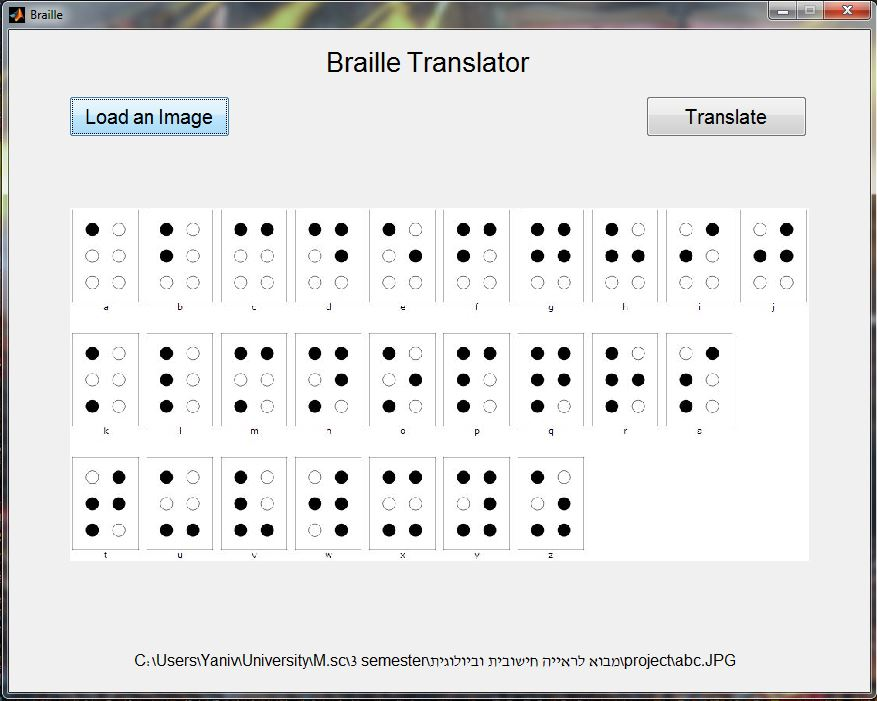 Braille
Braille Translator
Load an Image
Translate
a b c d e f g h i j
k l m n o p q r s
t u v w x y z
C:\Users\Yaniv\University\M.sc\3 semester\מבוא לראייה חישובית וביולוגית\project\abc.JPG